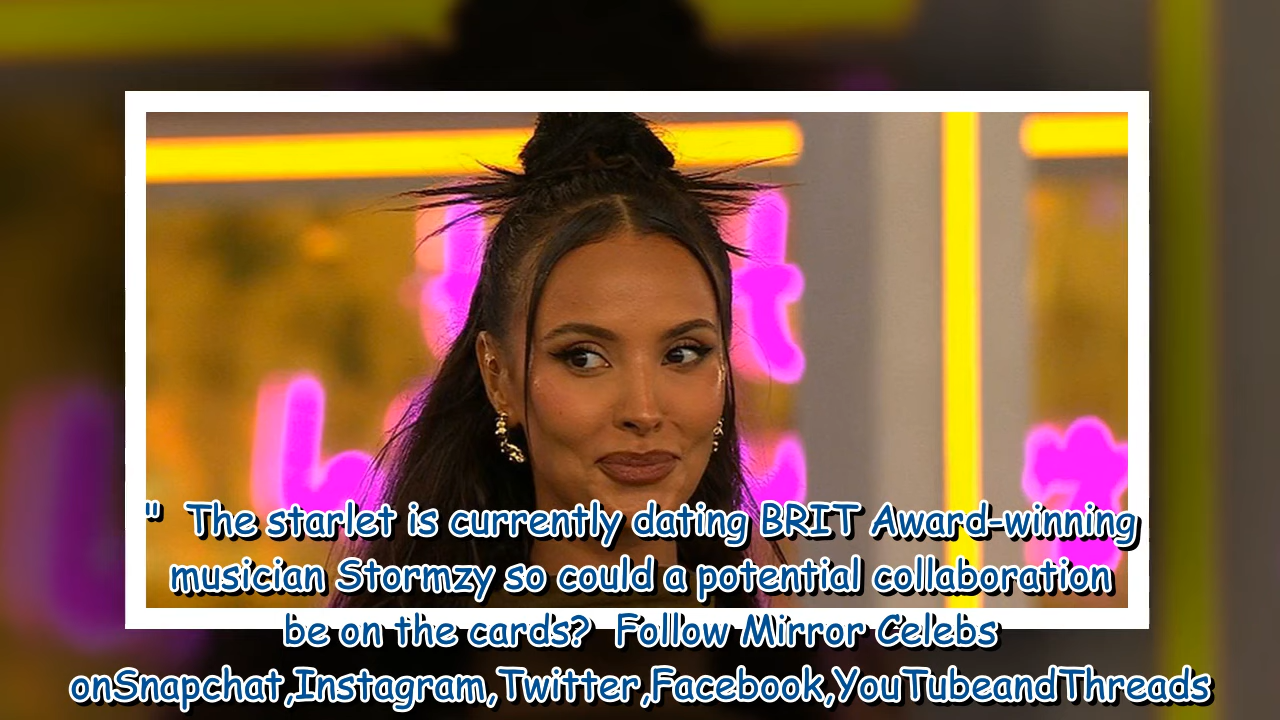 " The starlet is currently dating BRIT Award-winning
musician Stormzy so could a potential collaboration
be on the cards? Follow Mirror Celebs
onSnapchat,Instagram,Twitter,Facebook,YouTubeandThreads